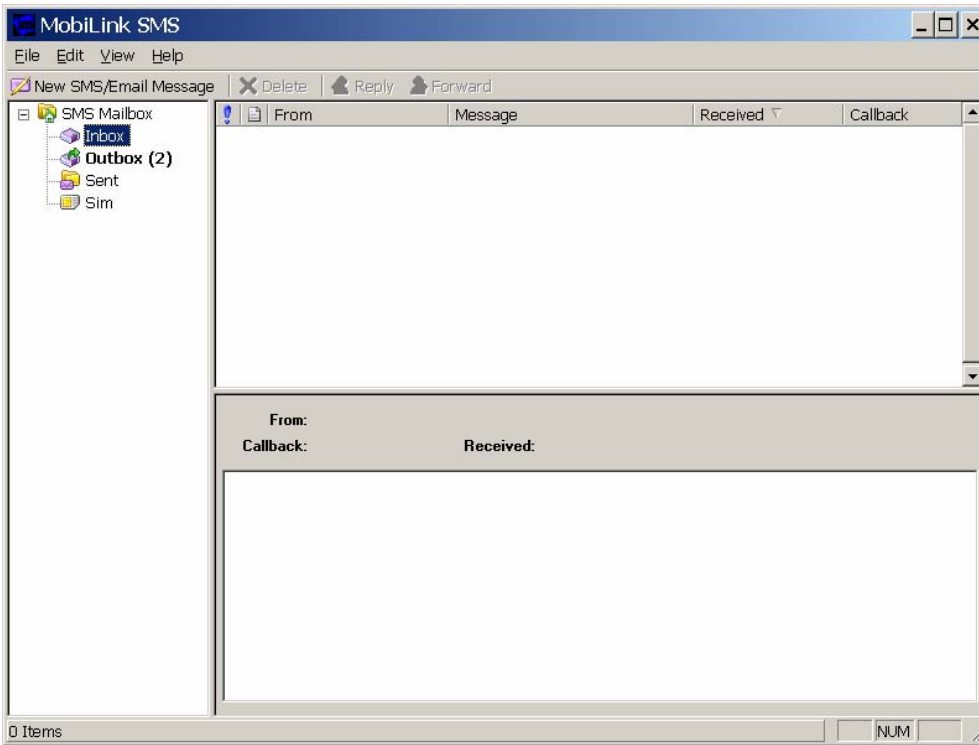 MobiLink SMS
File Edit View Help
New SMS/Email Message Delete Reply Forward
SMS Mailbox
Inbox
Outbox (2)
Sent
Sim
From Message Received Callback
From:
Callback: Received:
0 Items NUM